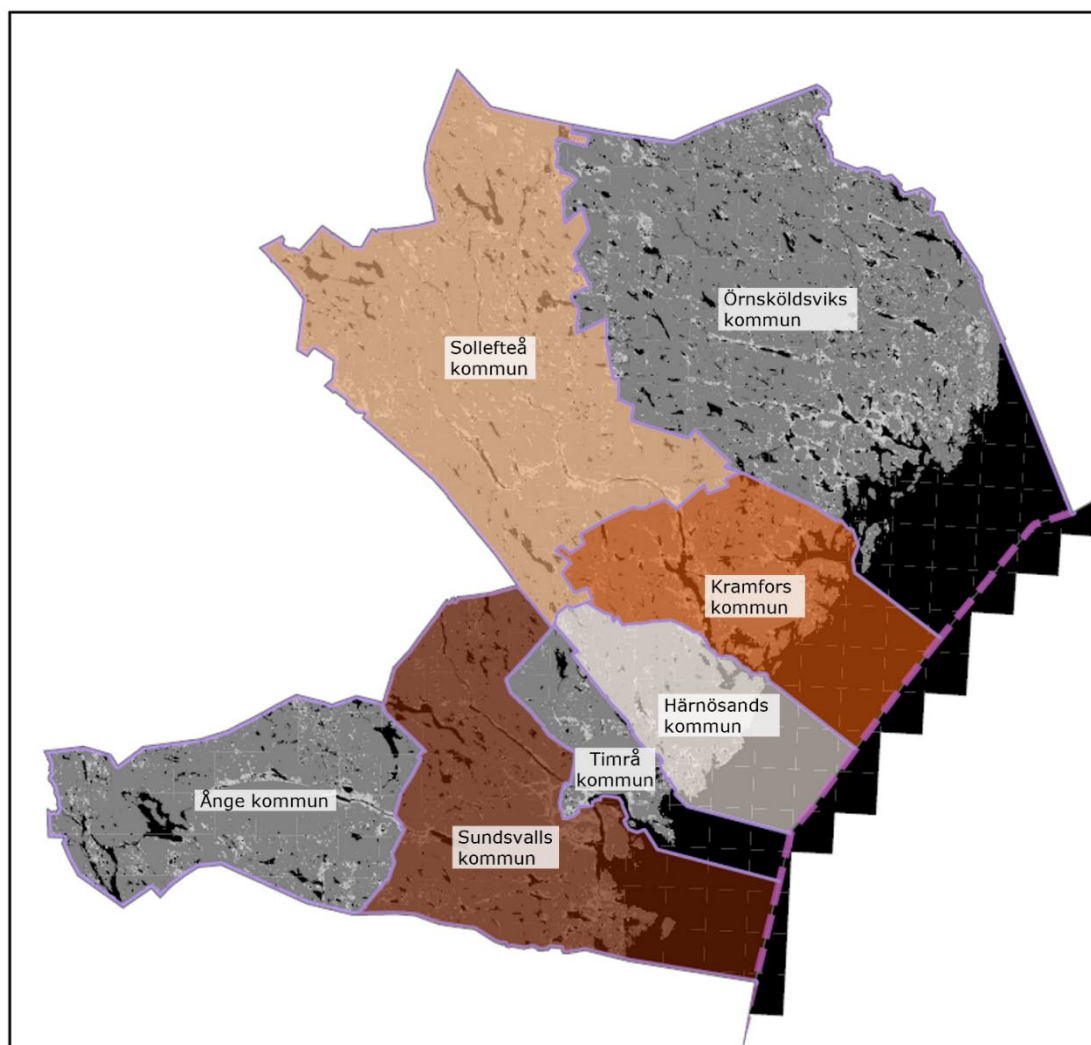 Örnsköldsviks
kommun
Sollefteå
kommun
Kramfors
kommun
Härnösands
kommun
Timrå
kommun
Ånge kommun
Sundsvalls
kommun